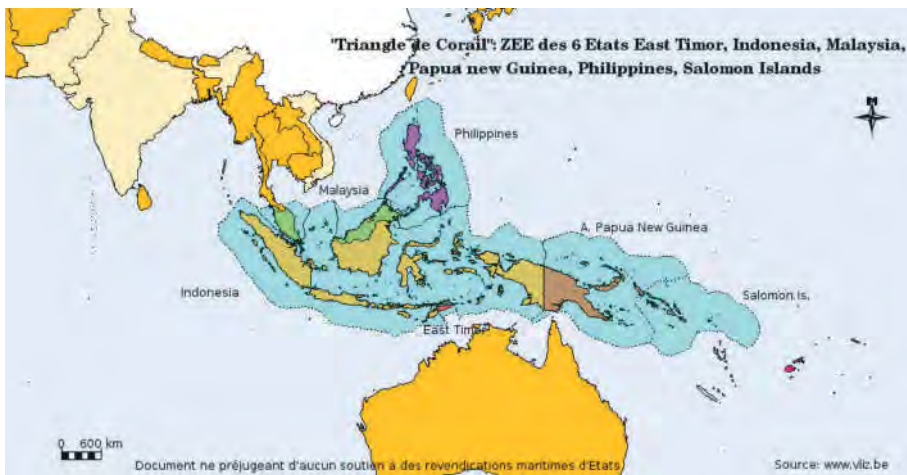 "Triangle de Corail": ZEE des 6 Etats East Timor, Indonesia, Malaysia,
Papua new Guinea, Philippines, Salomon Islands
N
Philippines
Malaysia
A. Papua New Guinea
Indonesia
Salomon Is.
East Timor
0 600 km
Document ne préjugeant d'aucun soutien à des revendications maritimes d'Etats
Source: www.vliz.be